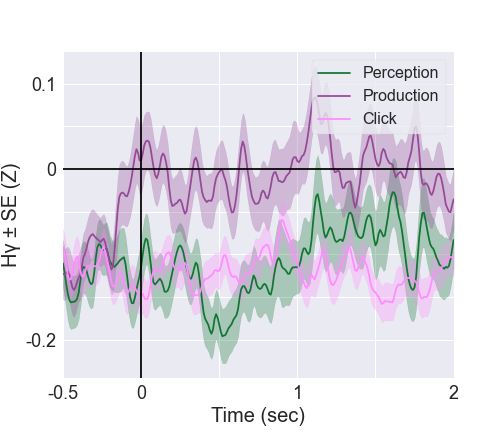 Perception
Production
Click
0.1
0
-0.2
Hγ ± SE (Z)
-0.5
0
1
2
Time (sec)